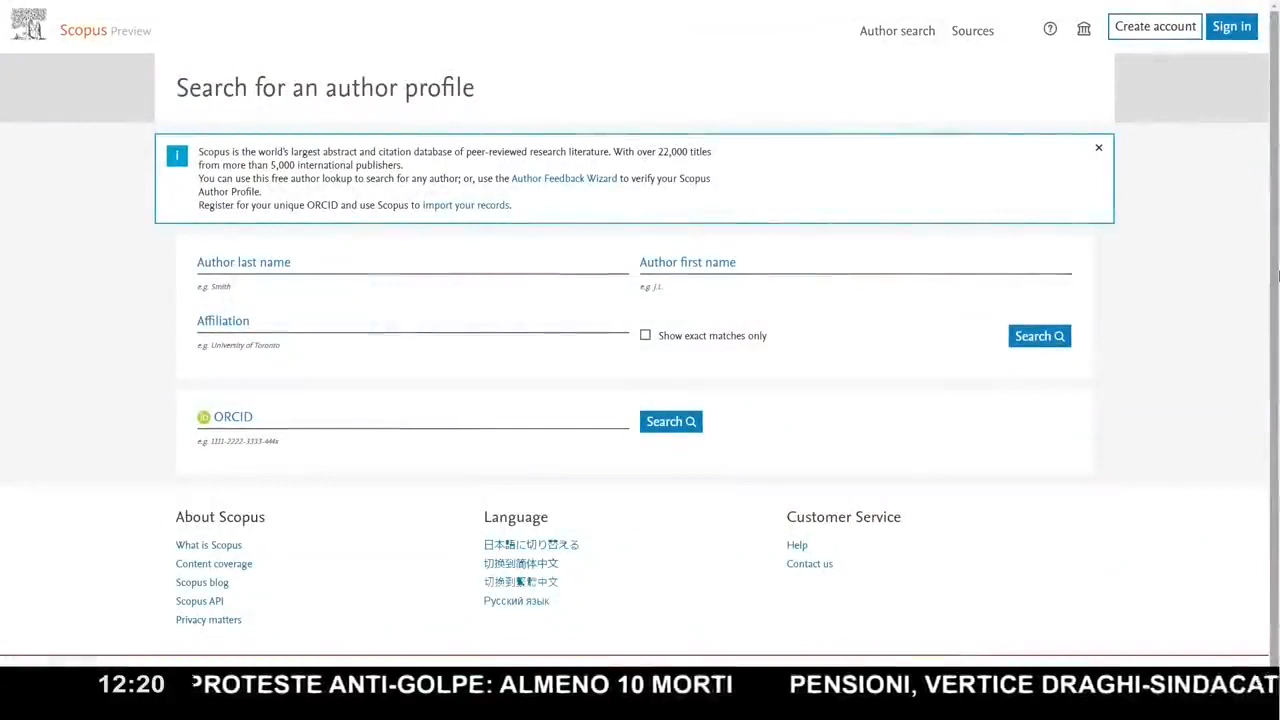 Scopus Preview
Author search
Sources
Create account
Sign in
Search for an author profile
i
Scopus is the world's largest abstract and citation database of peer-reviewed research literature. With over 22,000 titles
from more than 5,000 international publishers.
You can use this free author lookup to search for any author; or, use the Author Feedback Wizard to verify your Scopus
Author Profile.
Register for your unique ORCID and use Scopus to import your records.
Author last name
Author first name
e.g. Smith
e.g. J.L.
Affiliation
Show exact matches only
Search
e.g. University of Toronto
iD ORCID
Search
e.g. 1111-2222-3333-444x
About Scopus
Language
Customer Service
What is Scopus
日本語に切り替える
Help
Content coverage
切换到简体中文
Contact us
Scopus blog
切換到繁體中文
Scopus API
Русский язык
Privacy matters
12:20
PROTESTE ANTI-GOLPE: ALMENO 10 MORTI
PENSIONI, VERTICE DRAGHI-SINDACAT